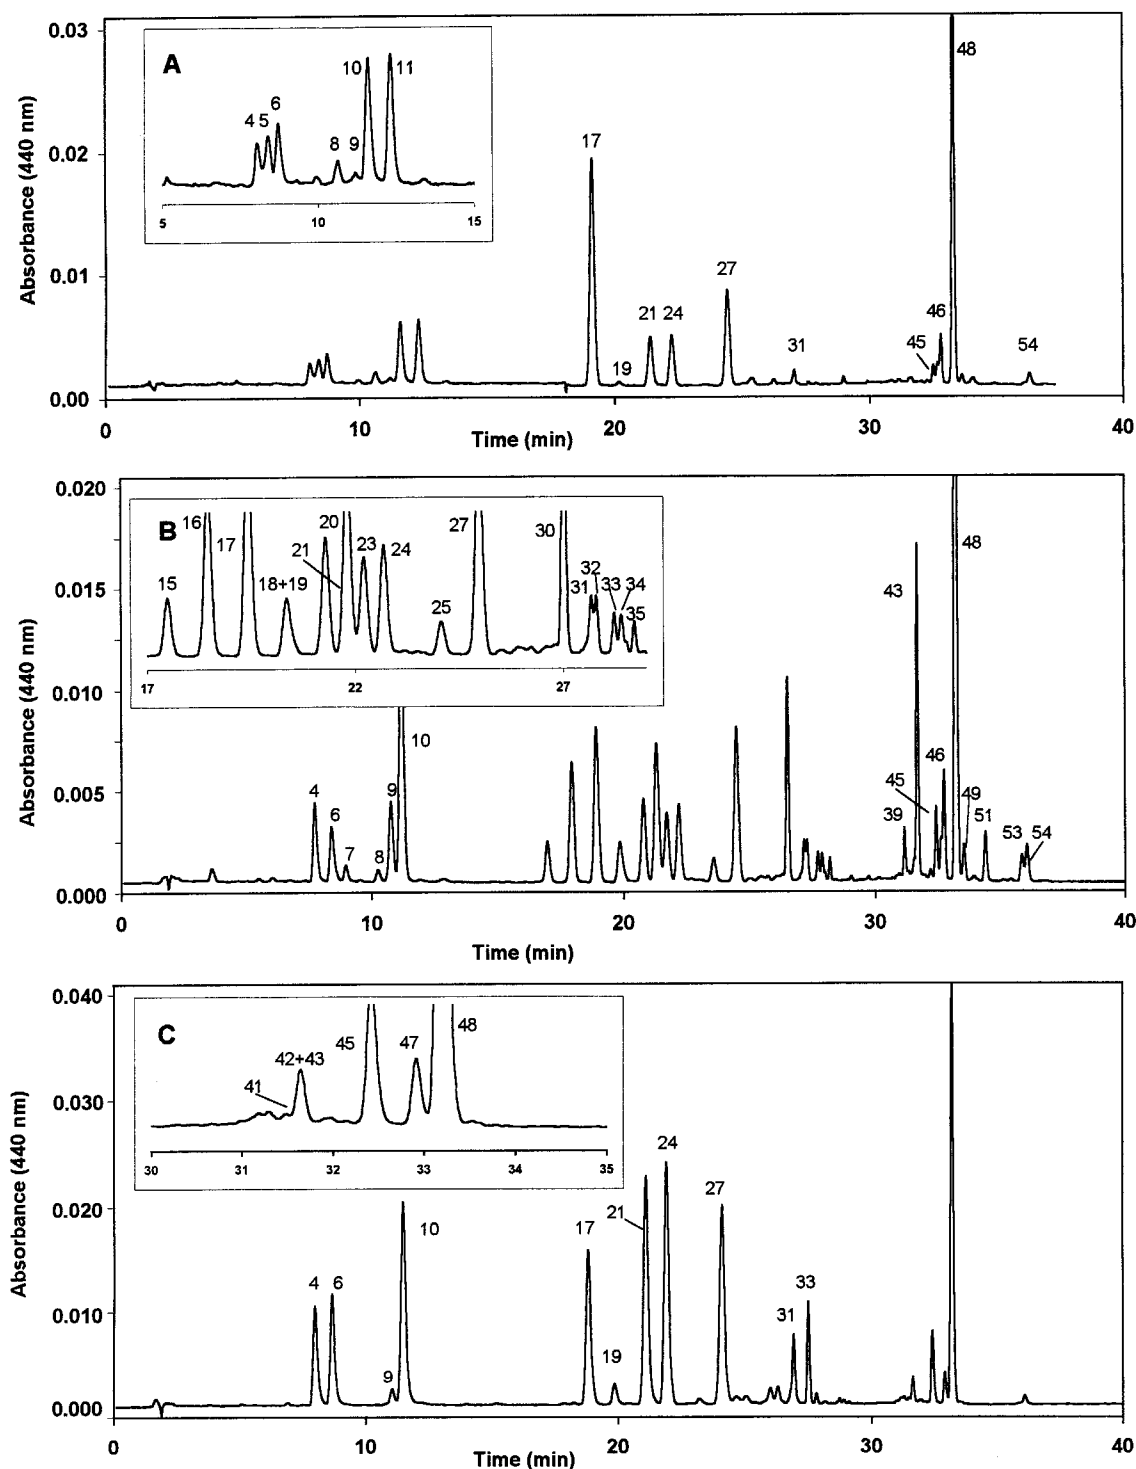 0.03
0.02
0.01
0.00
Absorbance (440 nm)
A
4 5 6 8 9 10 11
5 10 15
17
19
21 24
27
31
45
46
48
54
0 10 20 30 40
Time (min)
0.020
0.015
0.010
0.005
0.000
Absorbance (440 nm)
B
15 16 17 18+19 20 21 23 24 25 27 30 31 32 33 34 35
17 22 27
4 6 7 8 9 10
39
43
45
46
48
49
51
53
54
0 10 20 30 40
Time (min)
0.040
0.030
0.020
0.010
0.000
Absorbance (440 nm)
C
41 42+43 45 47 48
30 31 32 33 34 35
4 6
9
10
17
19
21
24
27
31
33
0 10 20 30 40
Time (min)